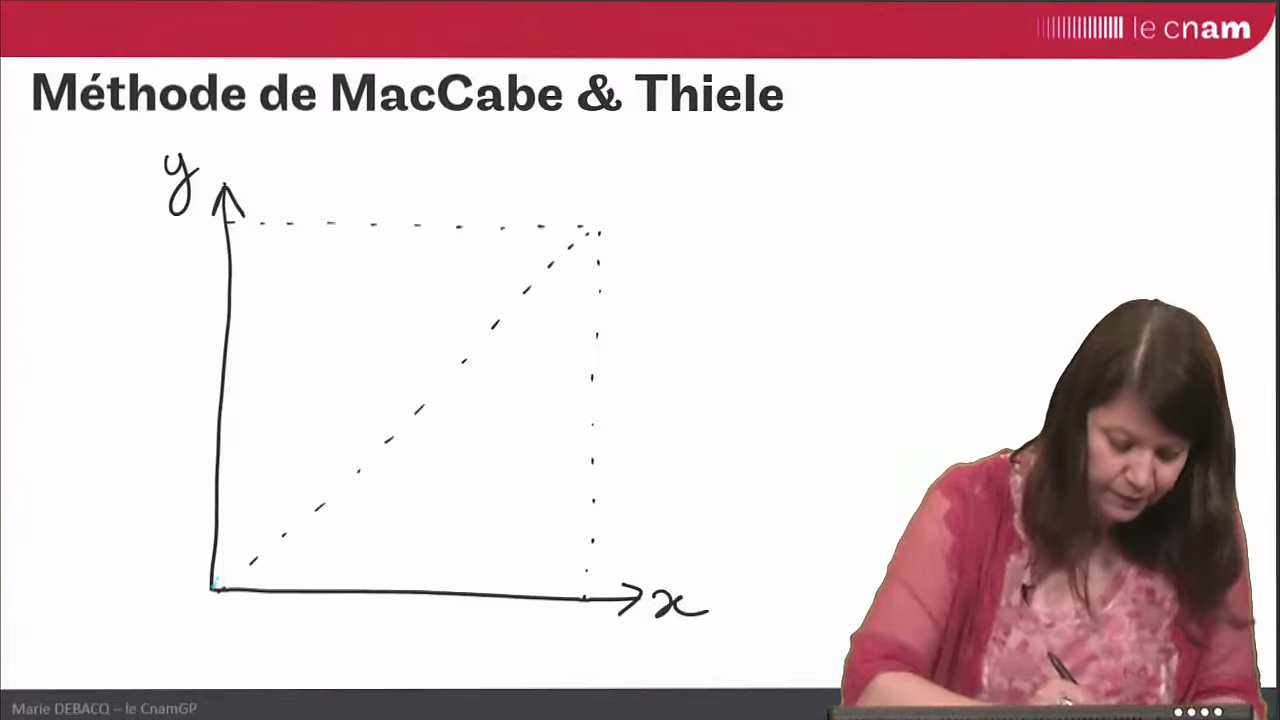 le cnam
Méthode de MacCabe & Thiele
y
x
Marie DEBACQ – le CnamGP